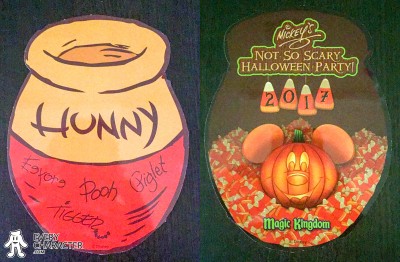 HUNNY
Eeyore
Pooh
Piglet
TIGGER
EVERY
CHARACTER
.COM
MICKEY'S
NOT SO SCARY
HALLOWEEN PARTY!
2017
Magic Kingdom